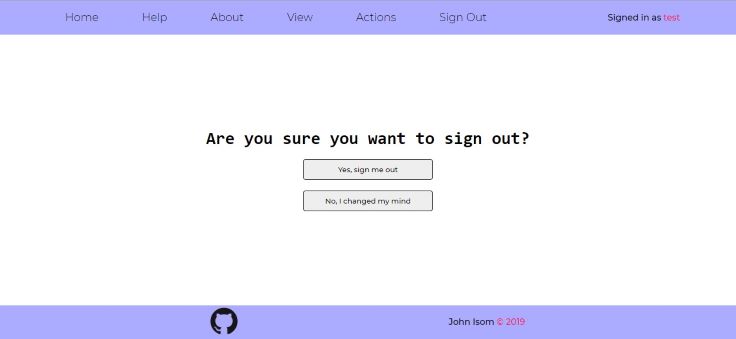 Home Help About View Actions Sign Out Signed in as test
Are you sure you want to sign out?
Yes, sign me out
No, I changed my mind
John Isom © 2019